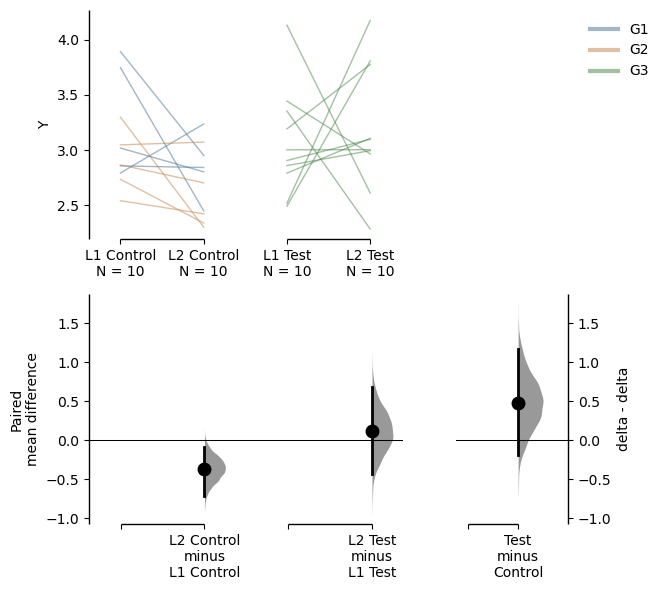 G1
G2
G3
4.0
3.5
3.0
2.5
Y
L1 Control
N = 10
L2 Control
N = 10
L1 Test
N = 10
L2 Test
N = 10
1.5
1.0
0.5
0.0
−0.5
−1.0
Paired
mean difference
L2 Control
minus
L1 Control
L2 Test
minus
L1 Test
Test
minus
Control
1.5
1.0
0.5
0.0
−0.5
−1.0
delta - delta